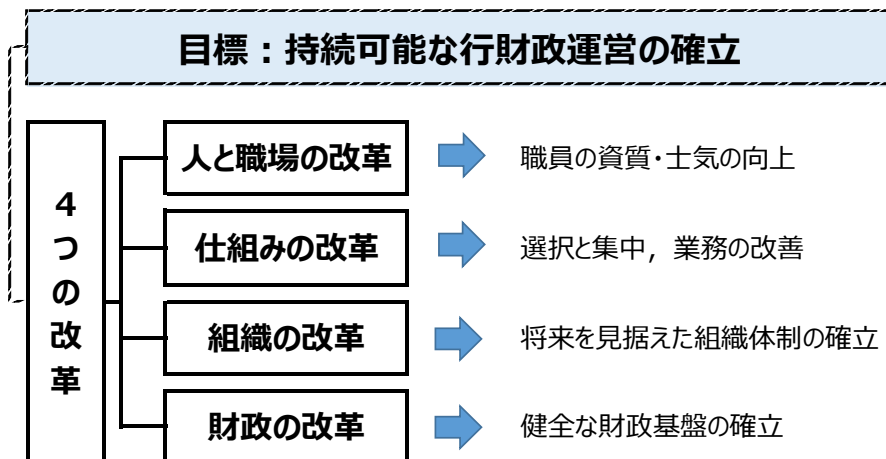 目標：持続可能な行財政運営の確立
4つの改革
人と職場の改革
職員の資質・士気の向上
仕組みの改革
選択と集中，業務の改善
組織の改革
将来を見据えた組織体制の確立
財政の改革
健全な財政基盤の確立